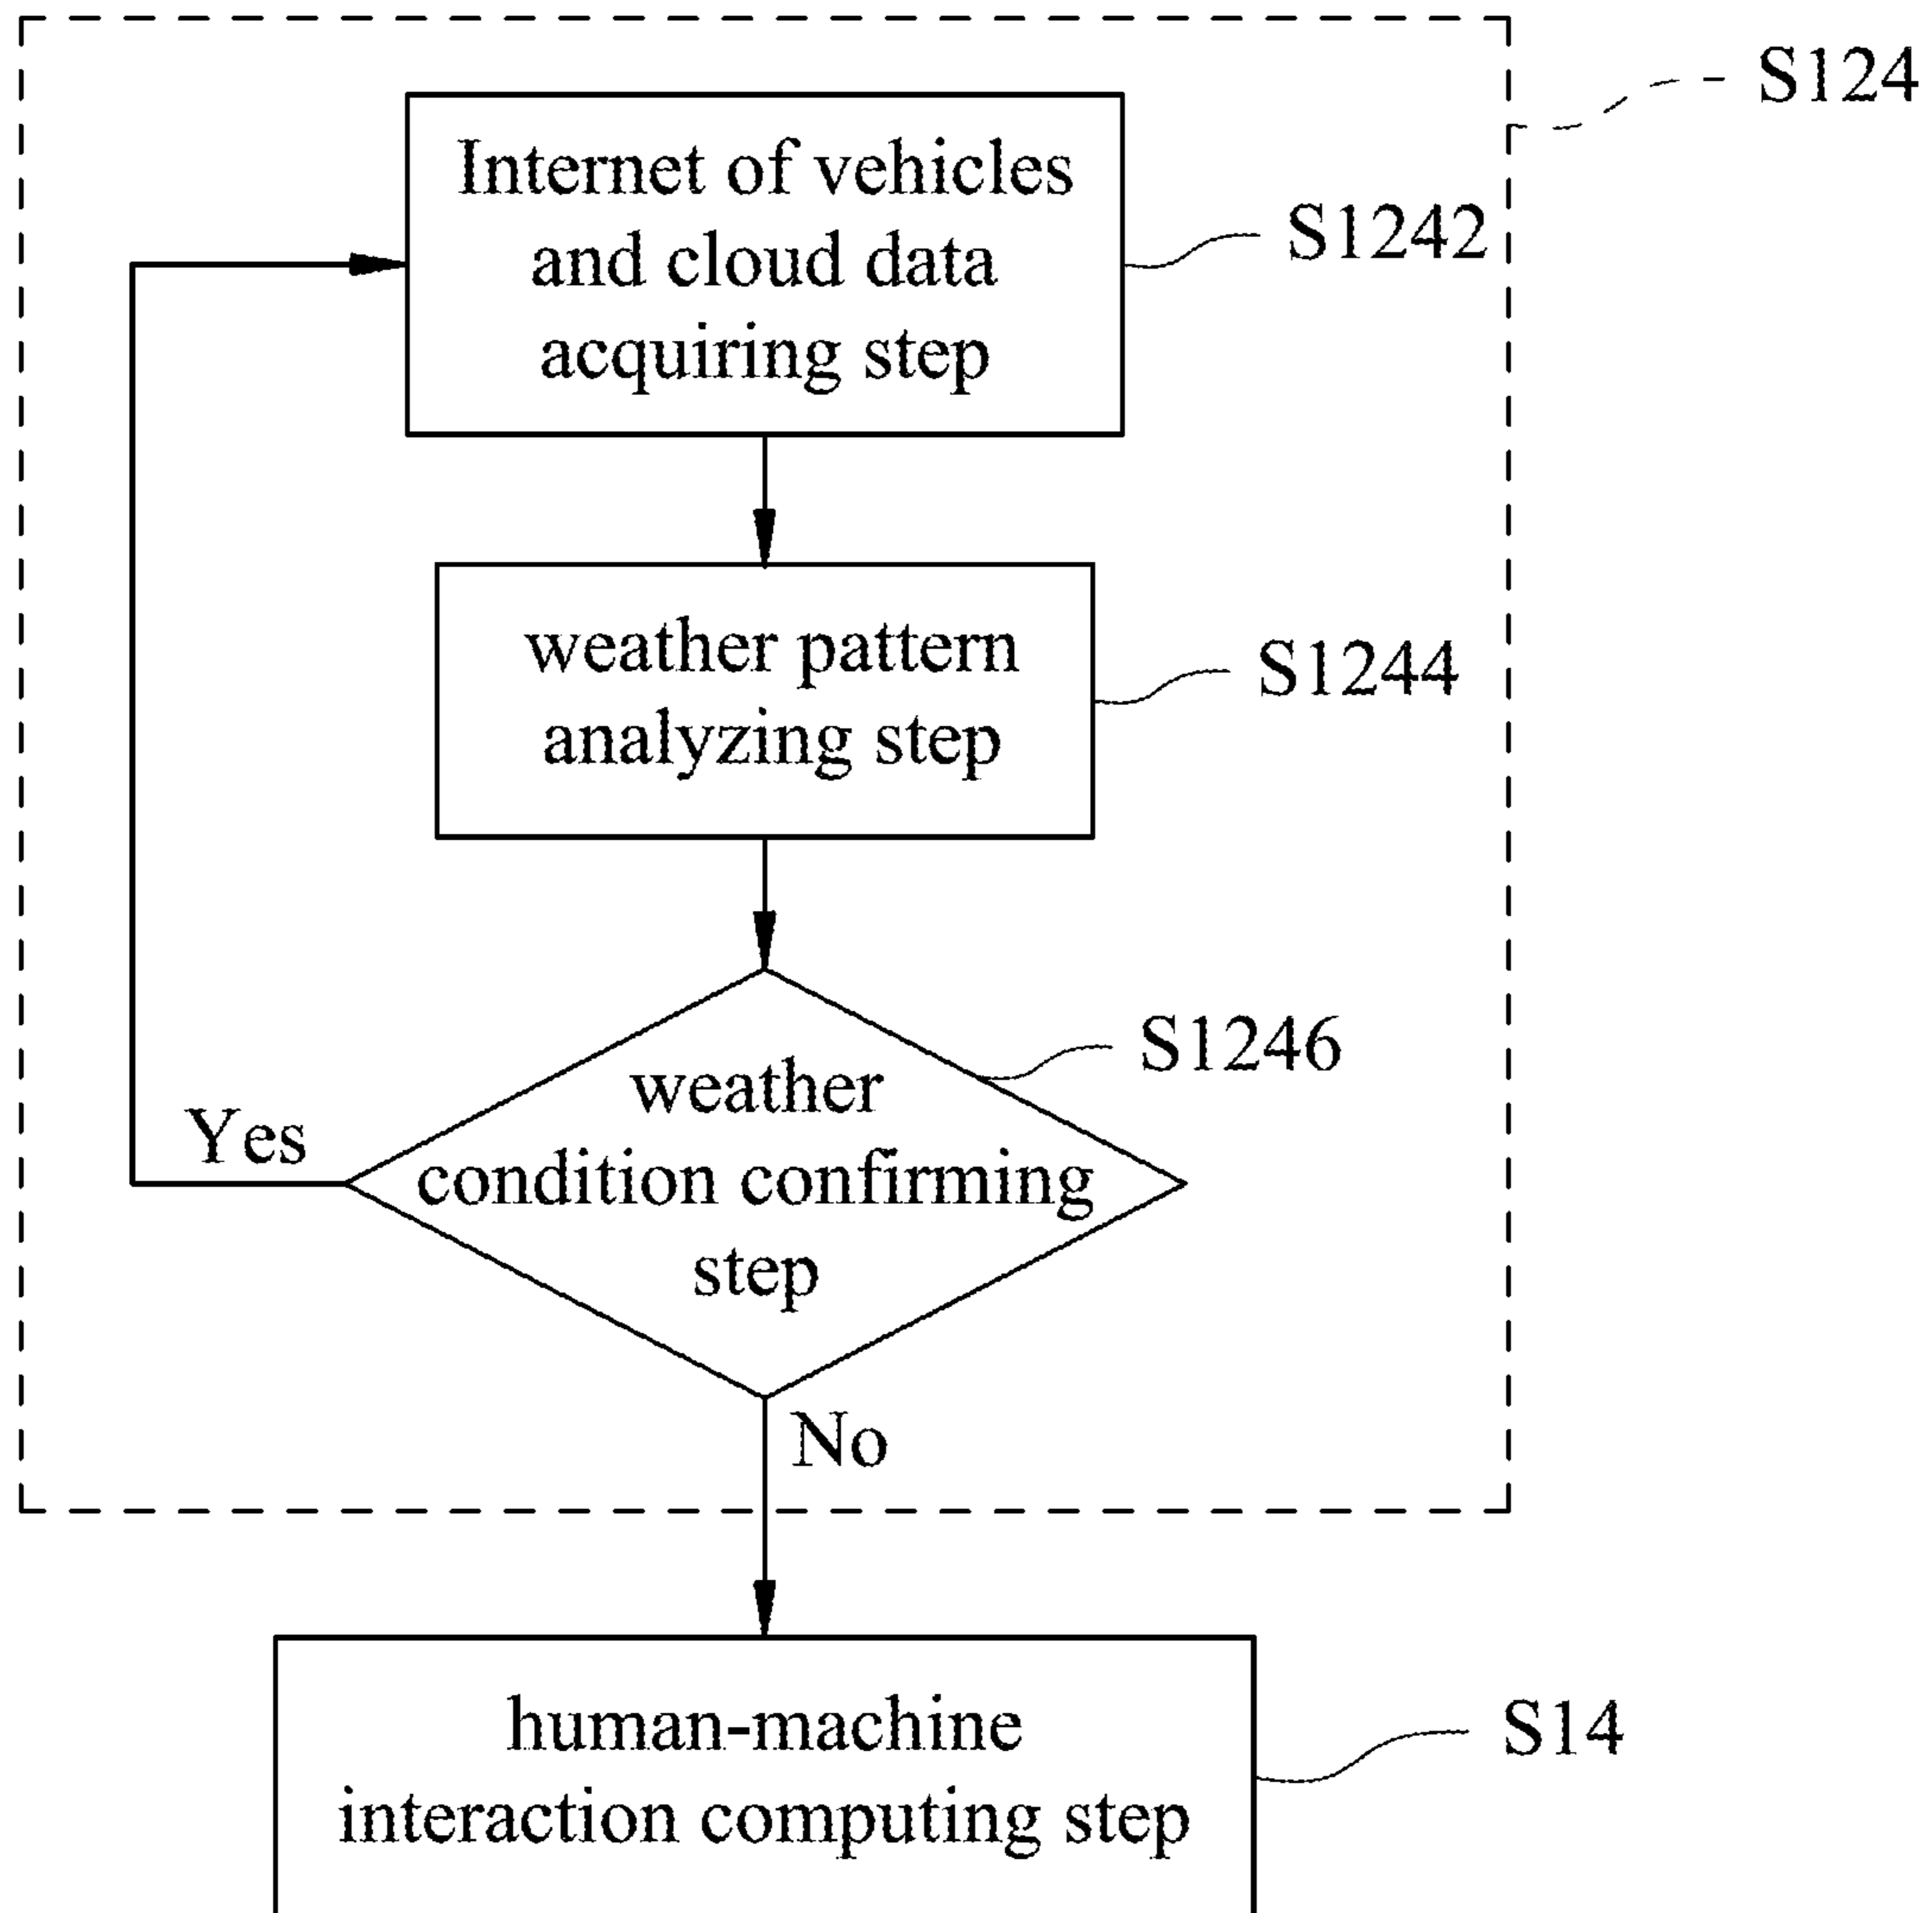 S124
Internet of vehicles
and cloud data
acquiring step
S1242
weather pattern
analyzing step
S1244
weather
condition confirming
step
S1246
Yes
No
human-machine
interaction computing step
S14